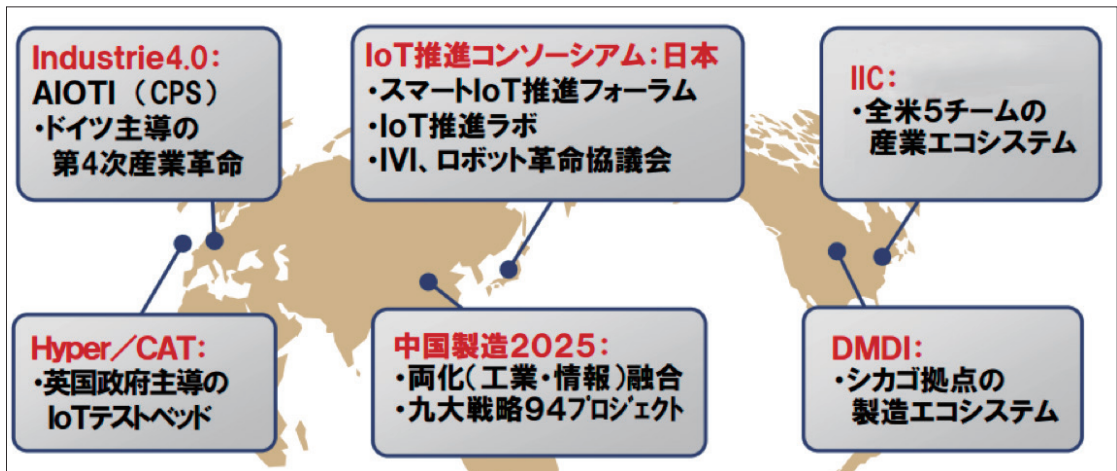 Industrie4.0：
AIOTI（CPS）
・ドイツ主導の
第4次産業革命
IoT推進コンソーシアム：日本
・スマートIoT推進フォーラム
・IoT推進ラボ
・IVI、ロボット革命協議会
IIC：
・全米5チームの
産業エコシステム
Hyper／CAT：
・英国政府主導の
IoTテストベッド
中国製造2025：
・両化（工業・情報）融合
・九大戦略94プロジェクト
DMDI：
・シカゴ拠点の
製造エコシステム